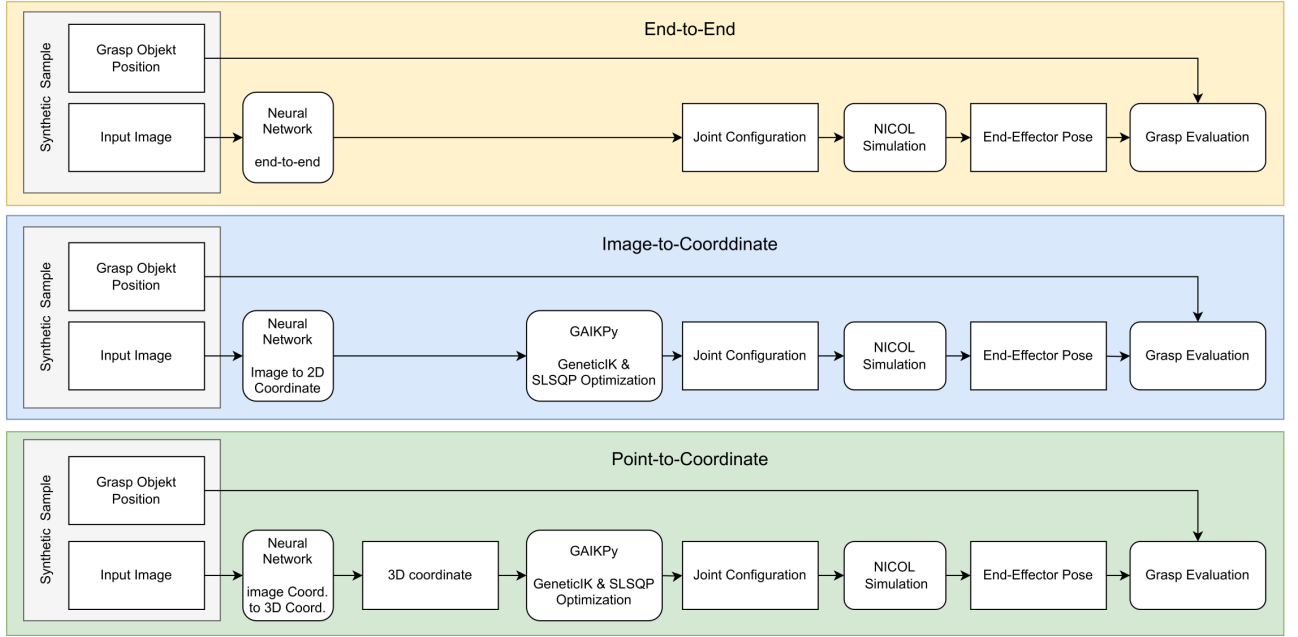 End-to-End
Synthetic Sample
Grasp Objekt
Position
Input Image
Neural
Network
end-to-end
Joint Configuration
NICOL
Simulation
End-Effector Pose
Grasp Evaluation
Image-to-Coorddinate
Synthetic Sample
Grasp Objekt
Position
Input Image
Neural
Network
Image to 2D
Coordinate
GAIKPy
GeneticIK &
SLSQP Optimization
Joint Configuration
NICOL
Simulation
End-Effector Pose
Grasp Evaluation
Point-to-Coordinate
Synthetic Sample
Grasp Objekt
Position
Input Image
Neural
Network
image Coord.
to 3D Coord.
3D coordinate
GAIKPy
GeneticIK & SLSQP
Optimization
Joint Configuration
NICOL
Simulation
End-Effector Pose
Grasp Evaluation